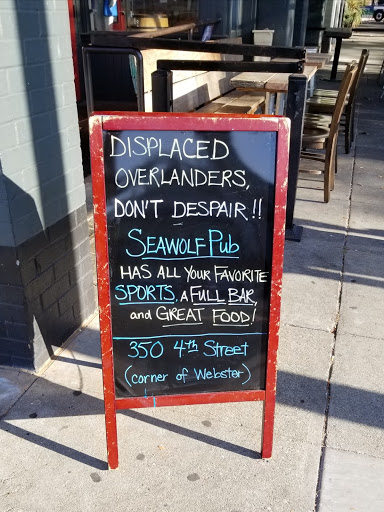 DISPLACED
OVERLANDERS,
DON'T DESPAIR!!
SEAWOLF PUB
HAS ALL YOUR FAVORITE
SPORTS, A FULL BAR,
and GREAT FOOD!
350 4th Street
(corner of Webster)